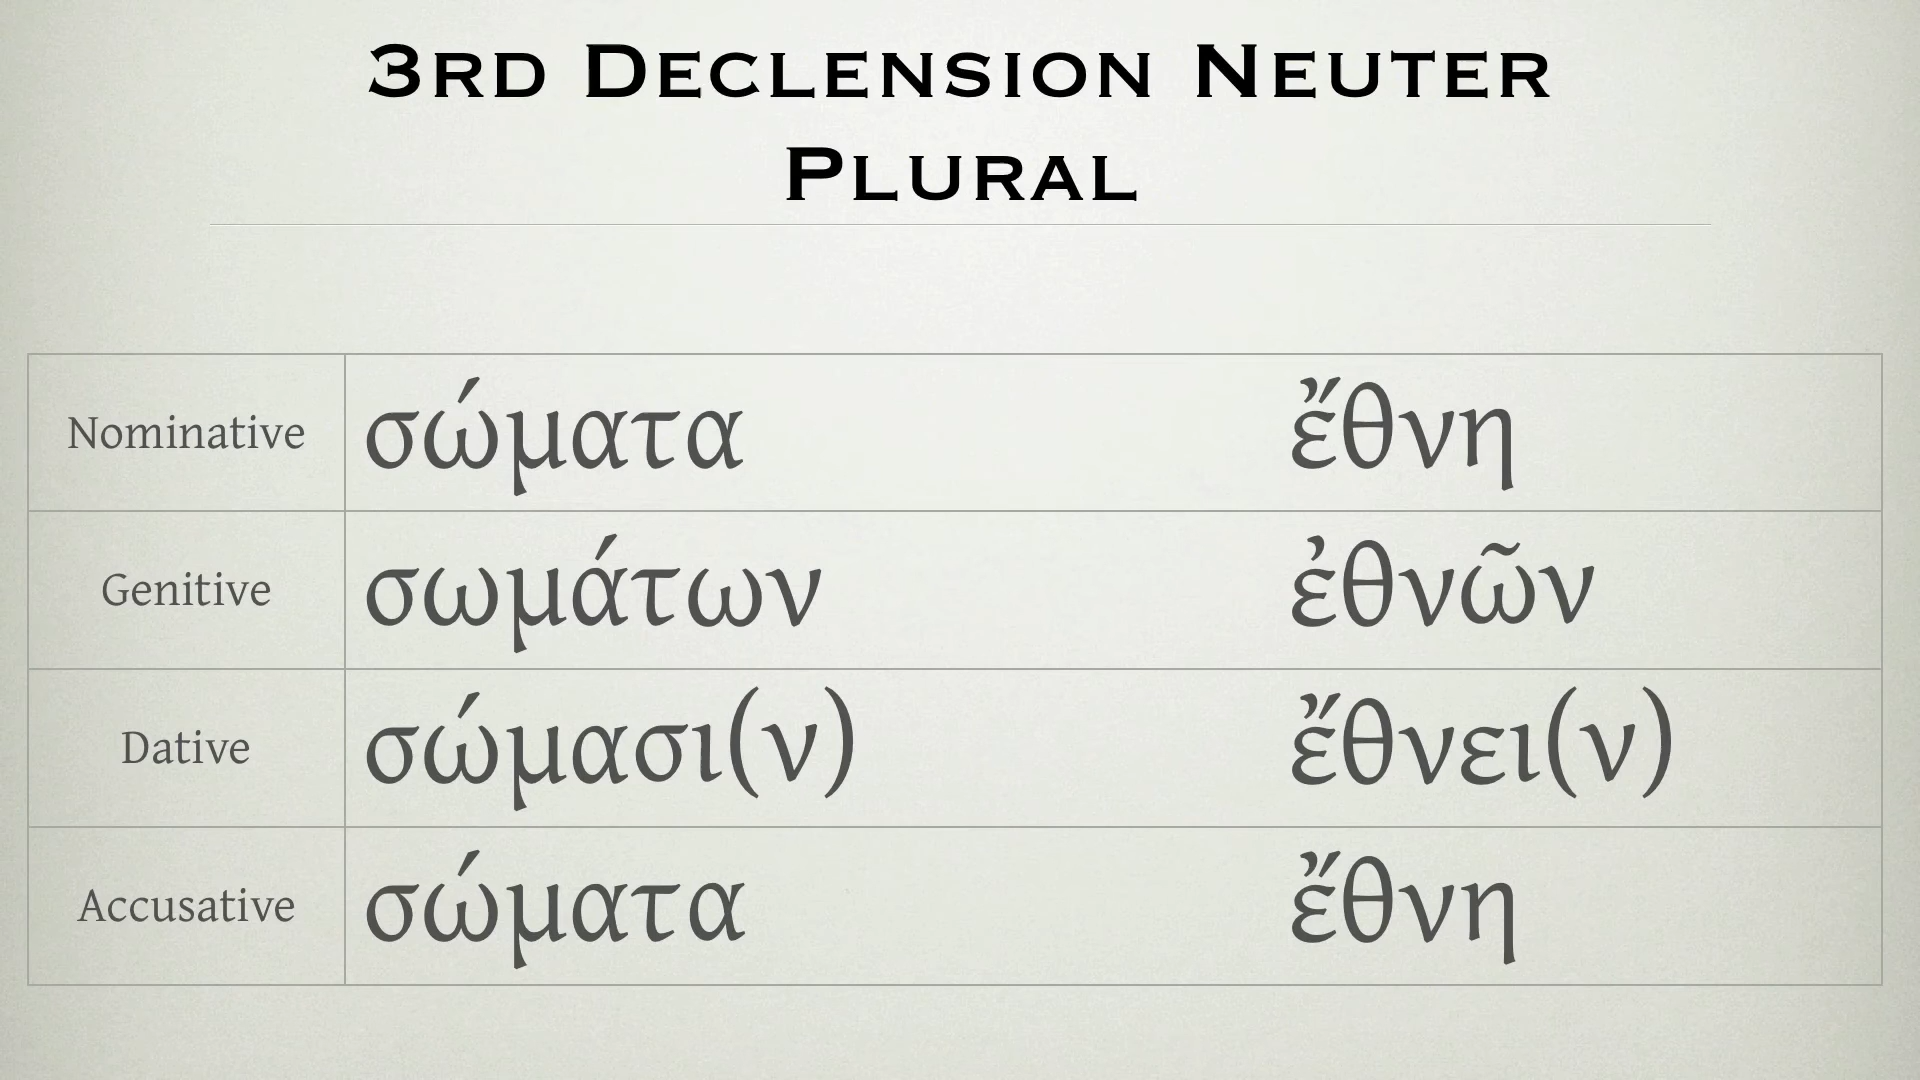 3rd Declension Neuter
Plural
Nominative σώματα ἔθνη
Genitive σωμάτων ἐθνῶν
Dative σώμασι(ν) ἔθνει(ν)
Accusative σώματα ἔθνη